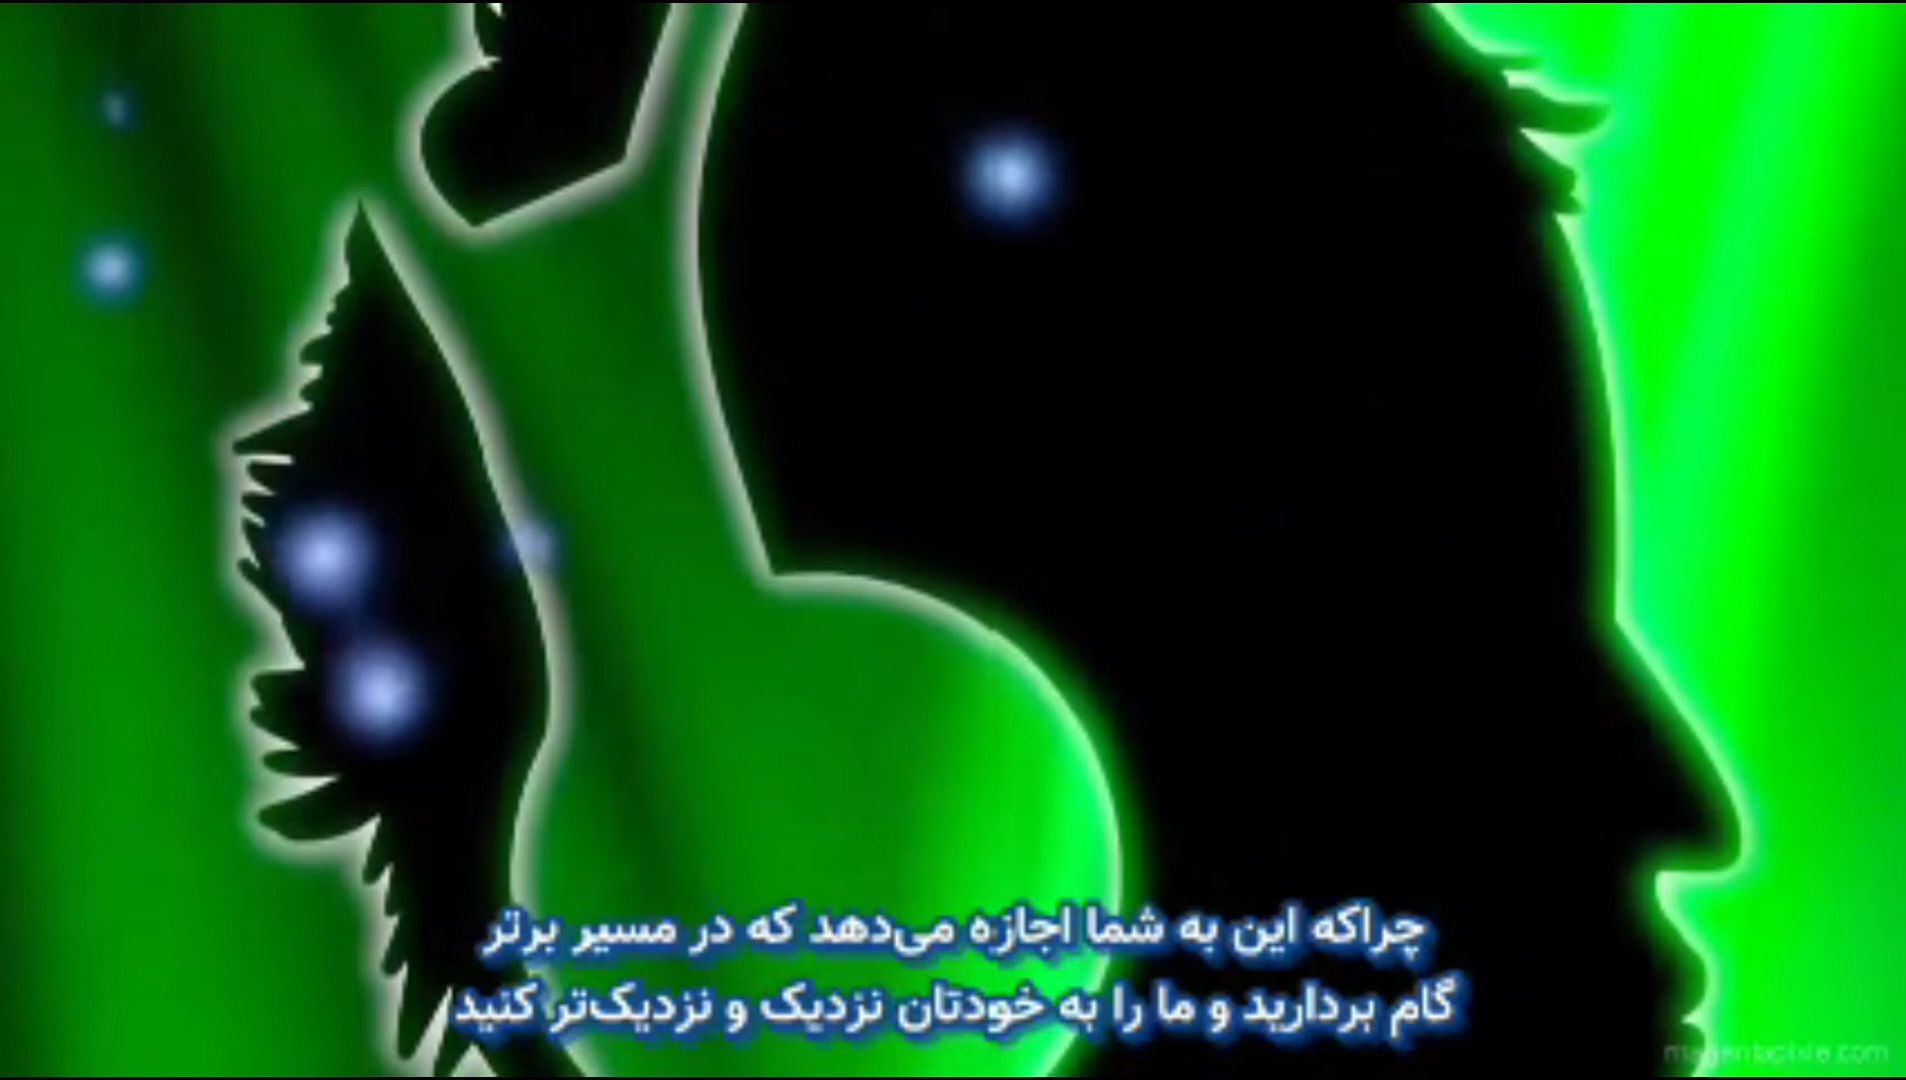 چراکه این به شما اجازه می‌دهد که در مسیر برتر
گام بردارید و ما را به خودتان نزدیک و نزدیک‌تر کنید